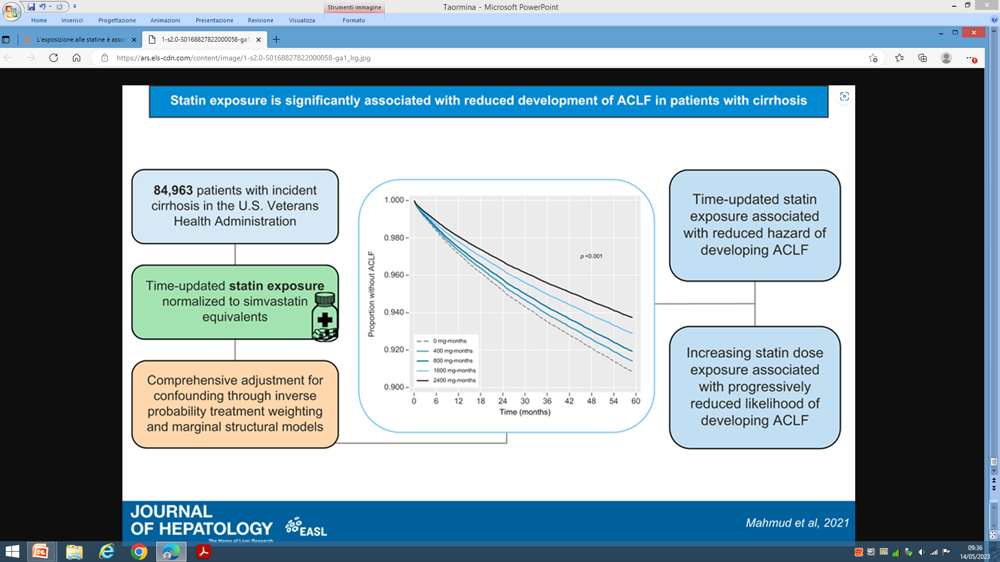 Strumenti immagine
Taormina - Microsoft PowerPoint
Home
Inserisci
Progettazione
Animazioni
Presentazione
Revisione
Visualizza
Formato
L'esposizione alle statine è assoc
1-s2.0-S0168827822000058-ga1
https://ars.els-cdn.com/content/image/1-s2.0-S0168827822000058-ga1_lrg.jpg
Statin exposure is significantly associated with reduced development of ACLF in patients with cirrhosis
84,963 patients with incident
cirrhosis in the U.S. Veterans
Health Administration
Time-updated statin exposure
normalized to simvastatin
equivalents
Comprehensive adjustment for
confounding through inverse
probability treatment weighting
and marginal structural models
Proportion without ACLF
1.000
0.980
0.960
0.940
0.920
0.900
p <0.001
0 mg-months
400 mg-months
800 mg-months
1600 mg-months
2400 mg-months
0 6 12 18 24 30 36 42 48 54 60
Time (months)
Time-updated statin
exposure associated
with reduced hazard of
developing ACLF
Increasing statin dose
exposure associated
with progressively
reduced likelihood of
developing ACLF
JOURNAL
OF HEPATOLOGY
EASL
The Home of Liver Research
Mahmud et al, 2021
09:36
14/05/2023